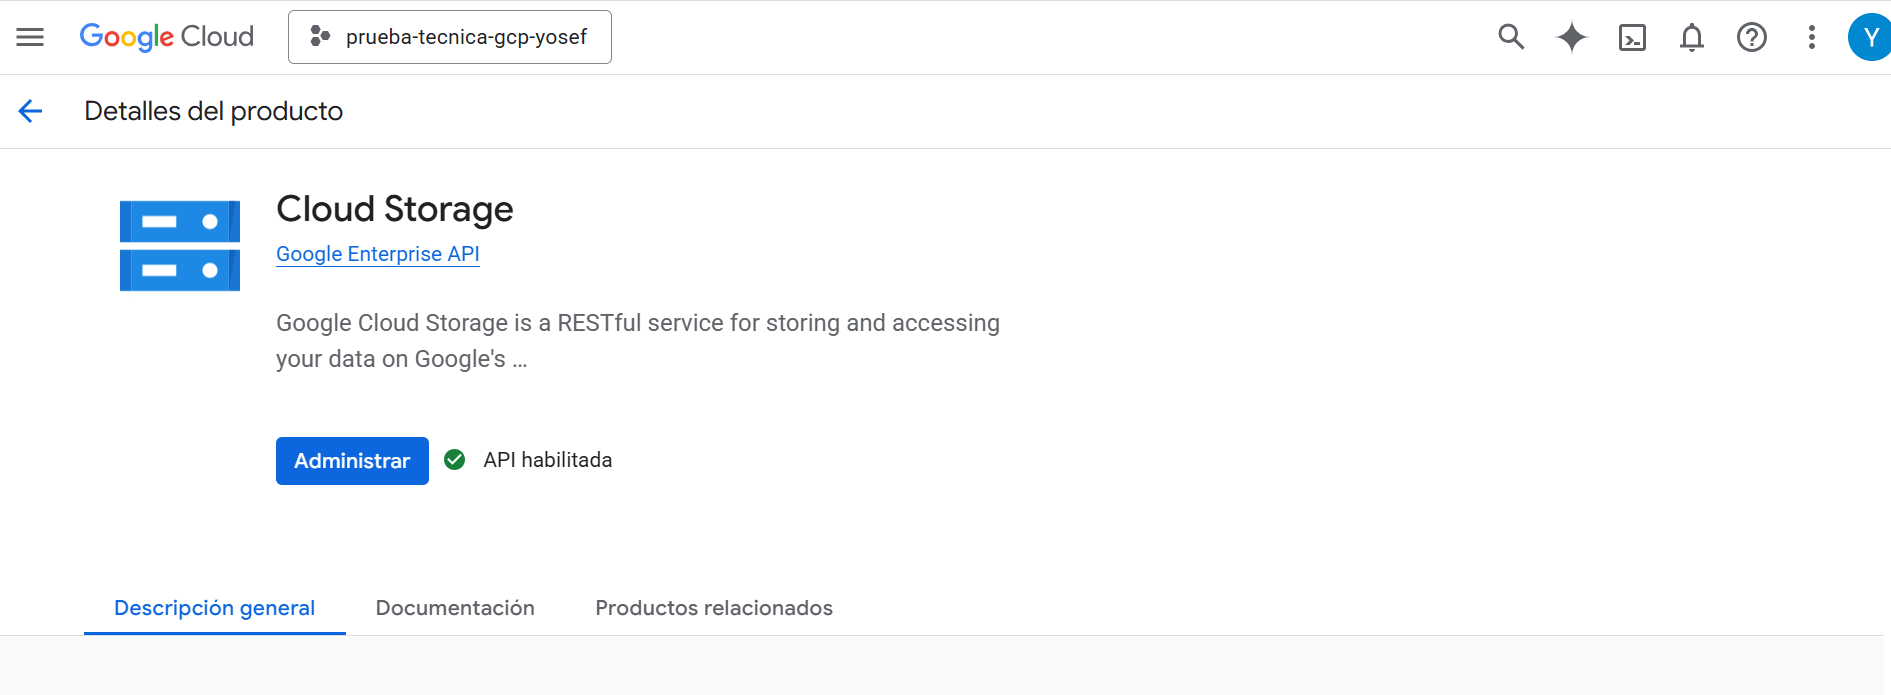 Google Cloud
prueba-tecnica-gcp-yosef
Y
Detalles del producto
Cloud Storage
Google Enterprise API
Google Cloud Storage is a RESTful service for storing and accessing
your data on Google's ...
Administrar
API habilitada
Descripción general
Documentación
Productos relacionados